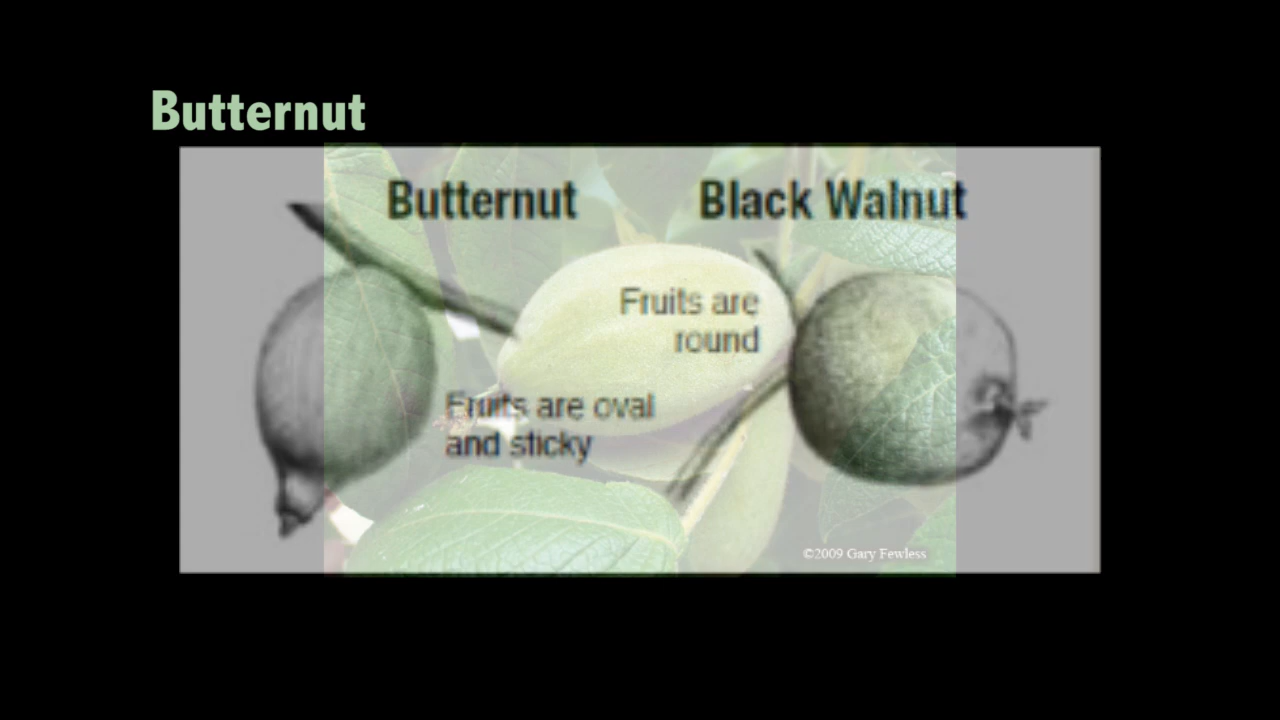 Butternut
Butternut
Black Walnut
Fruits are
round
Fruits are oval
and sticky
©2009 Gary Fewless